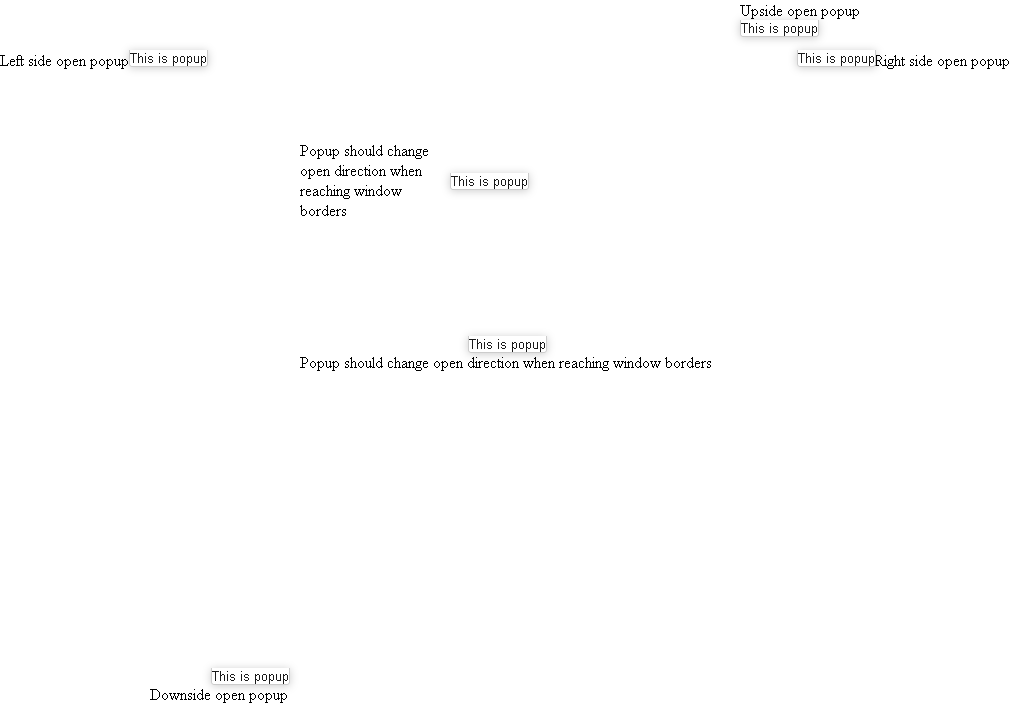 Upside open popup
This is popup
Left side open popup
This is popup
This is popup
Right side open popup
Popup should change
open direction when
reaching window
borders
This is popup
This is popup
Popup should change open direction when reaching window borders
This is popup
Downside open popup